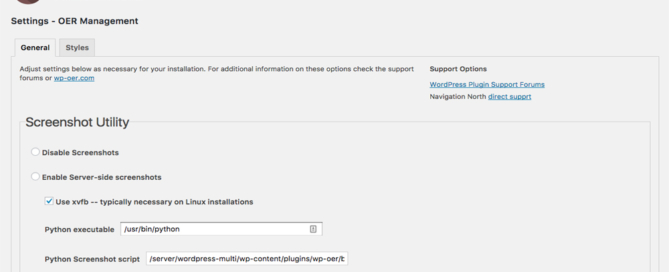 Settings - OER Management
General
Styles
Adjust settings below as necessary for your installation. For additional information on these options check the support
forums or wp-oer.com
Support Options
WordPress Plugin Support Forums
Navigation North direct supprt
Screenshot Utility
Disable Screenshots
Enable Server-side screenshots
Use xvfb -- typically necessary on Linux installations
Python executable /usr/bin/python
Python Screenshot script /server/wordpress-multi/wp-content/plugins/wp-oer/b